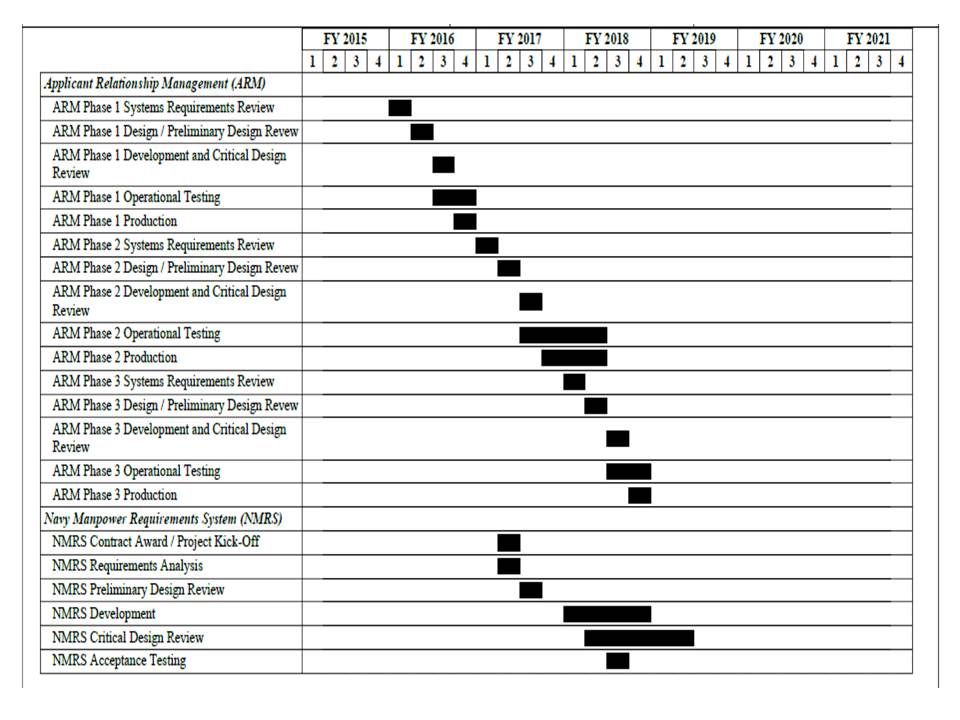 FY 2015 FY 2016 FY 2017 FY 2018 FY 2019 FY 2020 FY 2021
1 2 3 4 1 2 3 4 1 2 3 4 1 2 3 4 1 2 3 4 1 2 3 4 1 2 3 4
Applicant Relationship Management (ARM)
ARM Phase 1 Systems Requirements Review
ARM Phase 1 Design / Preliminary Design Revew
ARM Phase 1 Development and Critical Design
Review
ARM Phase 1 Operational Testing
ARM Phase 1 Production
ARM Phase 2 Systems Requirements Review
ARM Phase 2 Design / Preliminary Design Revew
ARM Phase 2 Development and Critical Design
Review
ARM Phase 2 Operational Testing
ARM Phase 2 Production
ARM Phase 3 Systems Requirements Review
ARM Phase 3 Design / Preliminary Design Revew
ARM Phase 3 Development and Critical Design
Review
ARM Phase 3 Operational Testing
ARM Phase 3 Production
Navy Manpower Requirements System (NMRS)
NMRS Contract Award / Project Kick-Off
NMRS Requirements Analysis
NMRS Preliminary Design Review
NMRS Development
NMRS Critical Design Review
NMRS Acceptance Testing